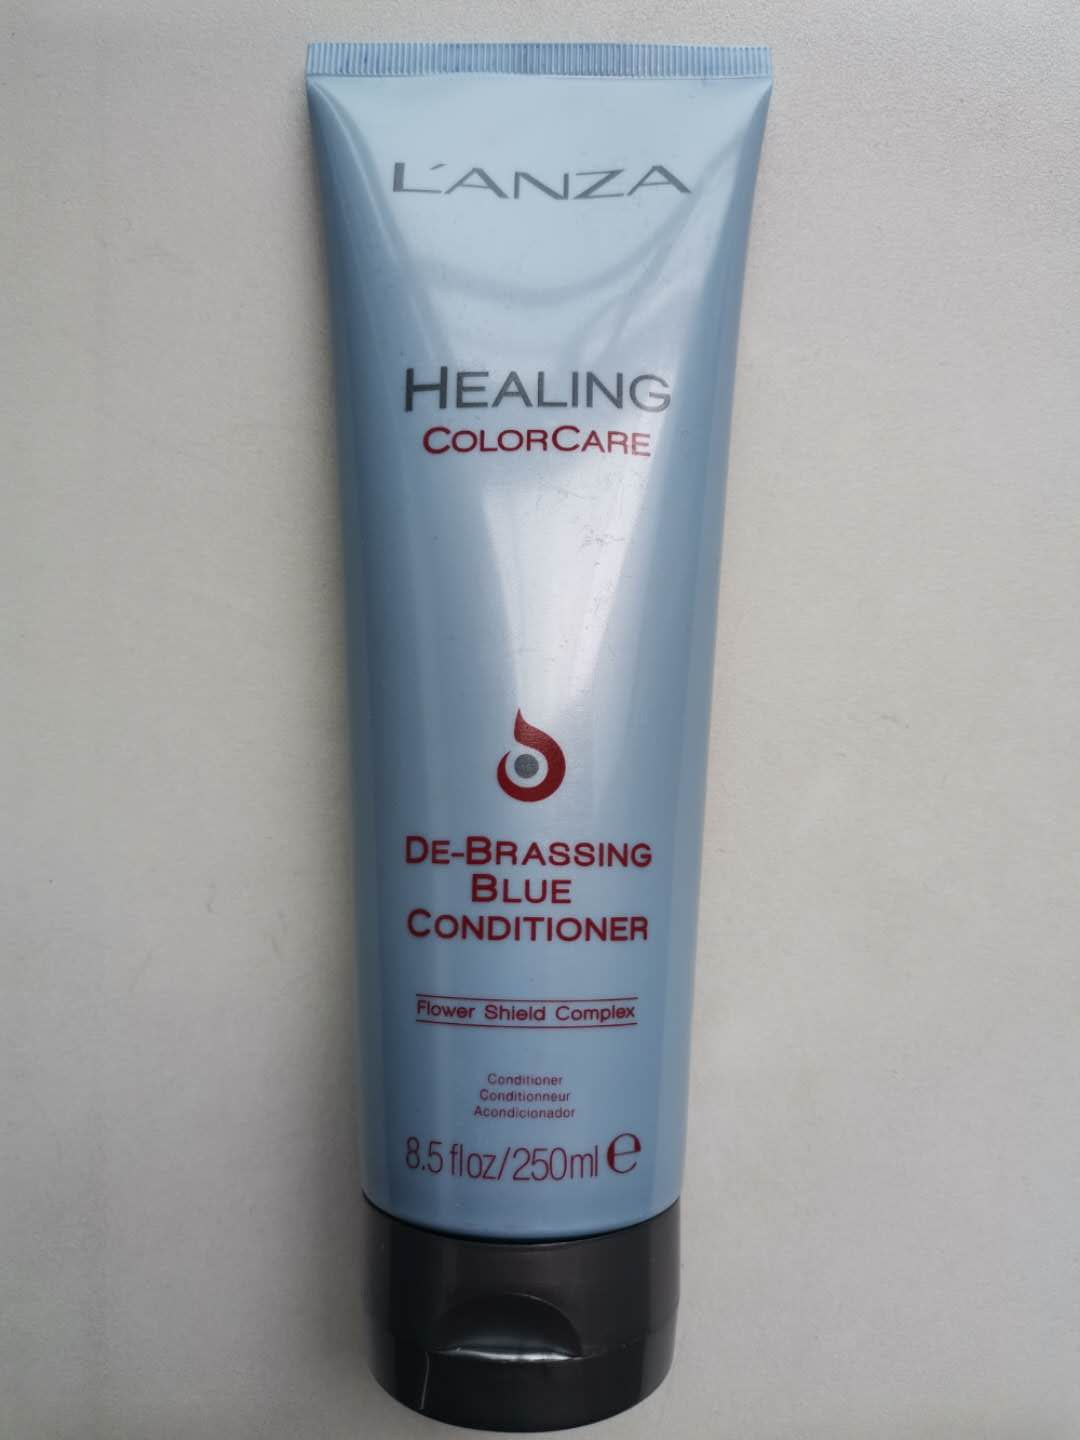 L'ANZA
HEALING
COLORCARE
DE-BRASSING
BLUE
CONDITIONER
Flower Shield Complex
Conditioner
Conditionneur
Acondicionador
8.5 fl oz/250ml ℮